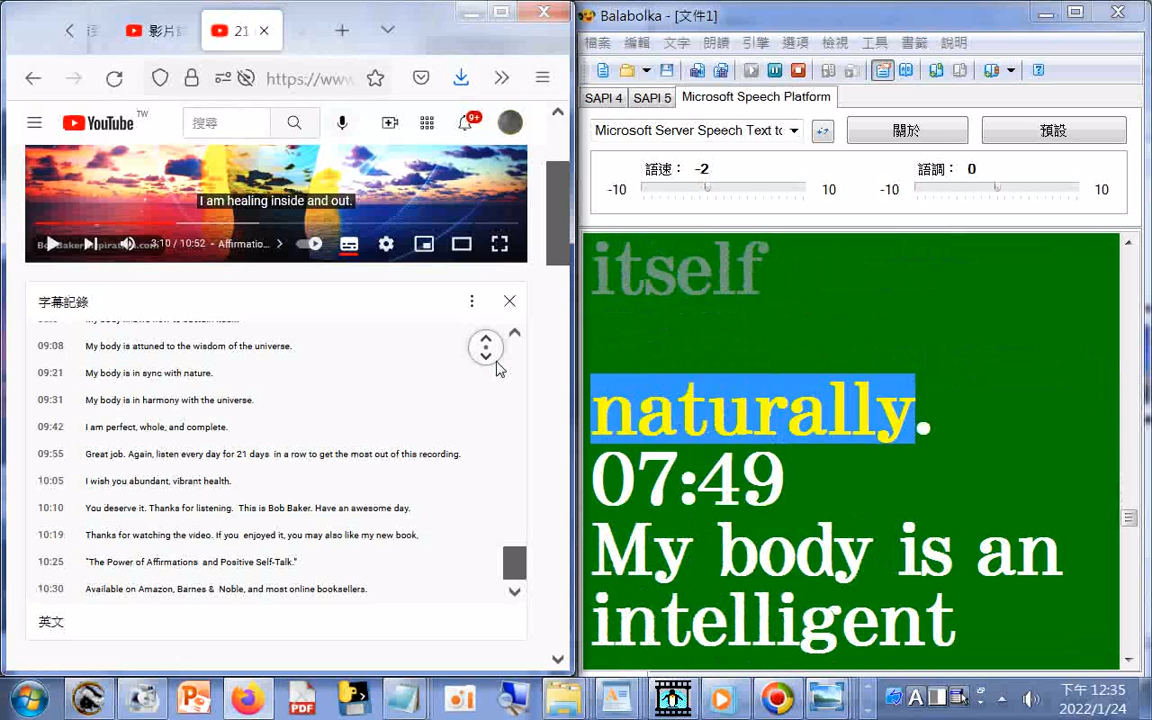 影片
21
https://www
YouTube TW
搜尋
9+
I am healing inside and out.
3:10 / 10:52 · Affirmatio...
字幕記錄
09:08 My body is attuned to the wisdom of the universe.
09:21 My body is in sync with nature.
09:31 My body is in harmony with the universe.
09:42 I am perfect, whole, and complete.
09:55 Great job. Again, listen every day for 21 days in a row to get the most out of this recording.
10:05 I wish you abundant, vibrant health.
10:10 You deserve it. Thanks for listening. This is Bob Baker. Have an awesome day.
10:19 Thanks for watching the video. If you enjoyed it, you may also like my new book,
10:25 "The Power of Affirmations and Positive Self-Talk."
10:30 Available on Amazon, Barnes & Noble, and most online booksellers.
英文
Balabolka - [文件1]
檔案 編輯 文字 朗讀 引擎 選項 檢視 工具 書籤 說明
SAPI 4 SAPI 5 Microsoft Speech Platform
Microsoft Server Speech Text to
關於
預設
語速： -2
語調： 0
-10 10 -10 10
itself
naturally.
07:49
My body is an
intelligent
PDF
A
下午 12:35
2022/1/24